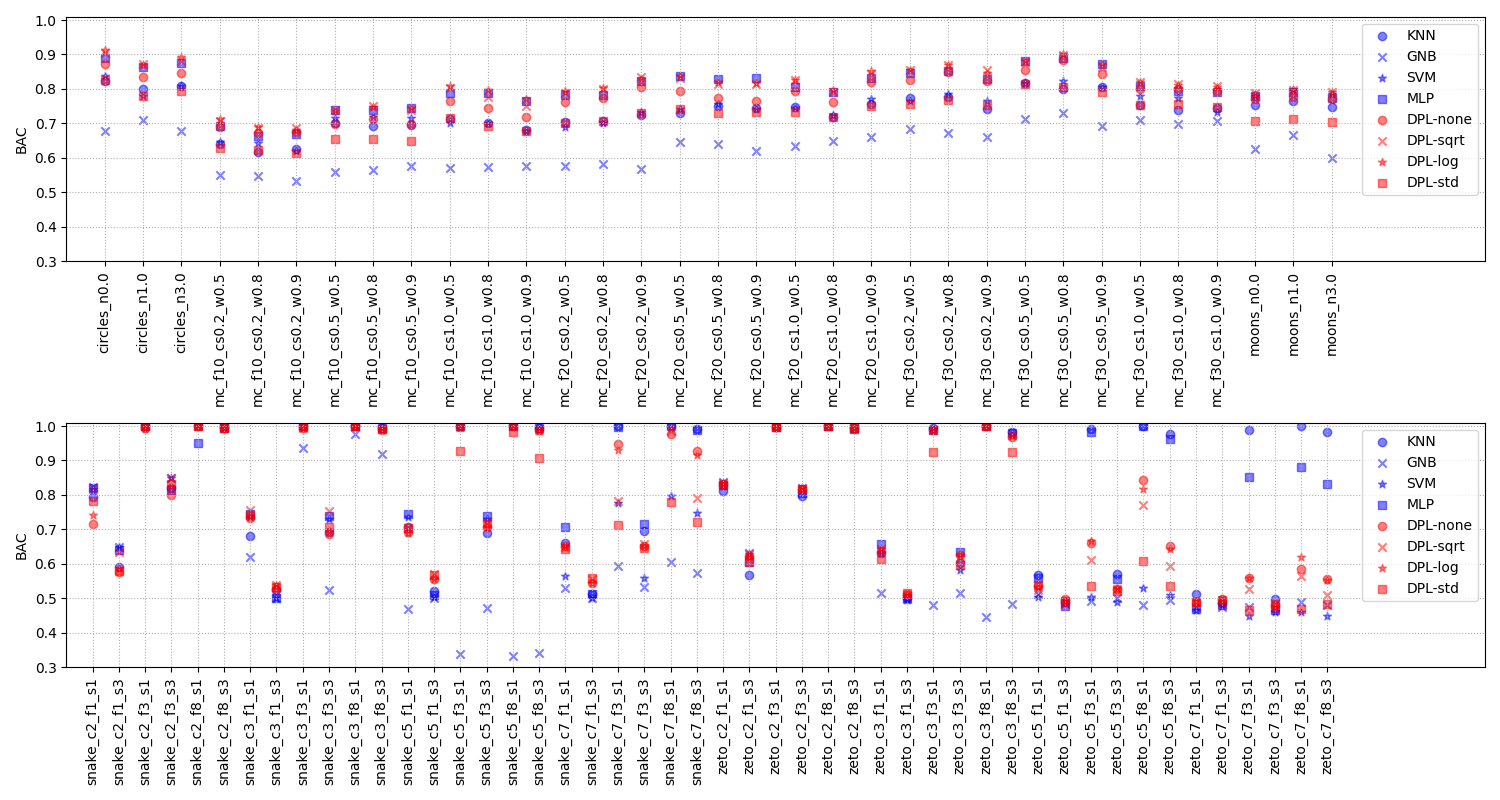 BAC
1.0
0.9
0.8
0.7
0.6
0.5
0.4
0.3
KNN
GNB
SVM
MLP
DPL-none
DPL-sqrt
DPL-log
DPL-std
circles_n0.0
circles_n1.0
circles_n3.0
mc_f10_cs0.2_w0.5
mc_f10_cs0.2_w0.8
mc_f10_cs0.2_w0.9
mc_f10_cs0.5_w0.5
mc_f10_cs0.5_w0.8
mc_f10_cs0.5_w0.9
mc_f10_cs1.0_w0.5
mc_f10_cs1.0_w0.8
mc_f10_cs1.0_w0.9
mc_f20_cs0.2_w0.5
mc_f20_cs0.2_w0.8
mc_f20_cs0.2_w0.9
mc_f20_cs0.5_w0.5
mc_f20_cs0.5_w0.8
mc_f20_cs0.5_w0.9
mc_f20_cs1.0_w0.5
mc_f20_cs1.0_w0.8
mc_f20_cs1.0_w0.9
mc_f30_cs0.2_w0.5
mc_f30_cs0.2_w0.8
mc_f30_cs0.2_w0.9
mc_f30_cs0.5_w0.5
mc_f30_cs0.5_w0.8
mc_f30_cs0.5_w0.9
mc_f30_cs1.0_w0.5
mc_f30_cs1.0_w0.8
mc_f30_cs1.0_w0.9
moons_n0.0
moons_n1.0
moons_n3.0
BAC
1.0
0.9
0.8
0.7
0.6
0.5
0.4
0.3
KNN
GNB
SVM
MLP
DPL-none
DPL-sqrt
DPL-log
DPL-std
snake_c2_f1_s1
snake_c2_f1_s3
snake_c2_f3_s1
snake_c2_f3_s3
snake_c2_f8_s1
snake_c2_f8_s3
snake_c3_f1_s1
snake_c3_f1_s3
snake_c3_f3_s1
snake_c3_f3_s3
snake_c3_f8_s1
snake_c3_f8_s3
snake_c5_f1_s1
snake_c5_f1_s3
snake_c5_f3_s1
snake_c5_f3_s3
snake_c5_f8_s1
snake_c5_f8_s3
snake_c7_f1_s1
snake_c7_f1_s3
snake_c7_f3_s1
snake_c7_f3_s3
snake_c7_f8_s1
snake_c7_f8_s3
zeto_c2_f1_s1
zeto_c2_f1_s3
zeto_c2_f3_s1
zeto_c2_f3_s3
zeto_c2_f8_s1
zeto_c2_f8_s3
zeto_c3_f1_s1
zeto_c3_f1_s3
zeto_c3_f3_s1
zeto_c3_f3_s3
zeto_c3_f8_s1
zeto_c3_f8_s3
zeto_c5_f1_s1
zeto_c5_f1_s3
zeto_c5_f3_s1
zeto_c5_f3_s3
zeto_c5_f8_s1
zeto_c5_f8_s3
zeto_c7_f1_s1
zeto_c7_f1_s3
zeto_c7_f3_s1
zeto_c7_f3_s3
zeto_c7_f8_s1
zeto_c7_f8_s3